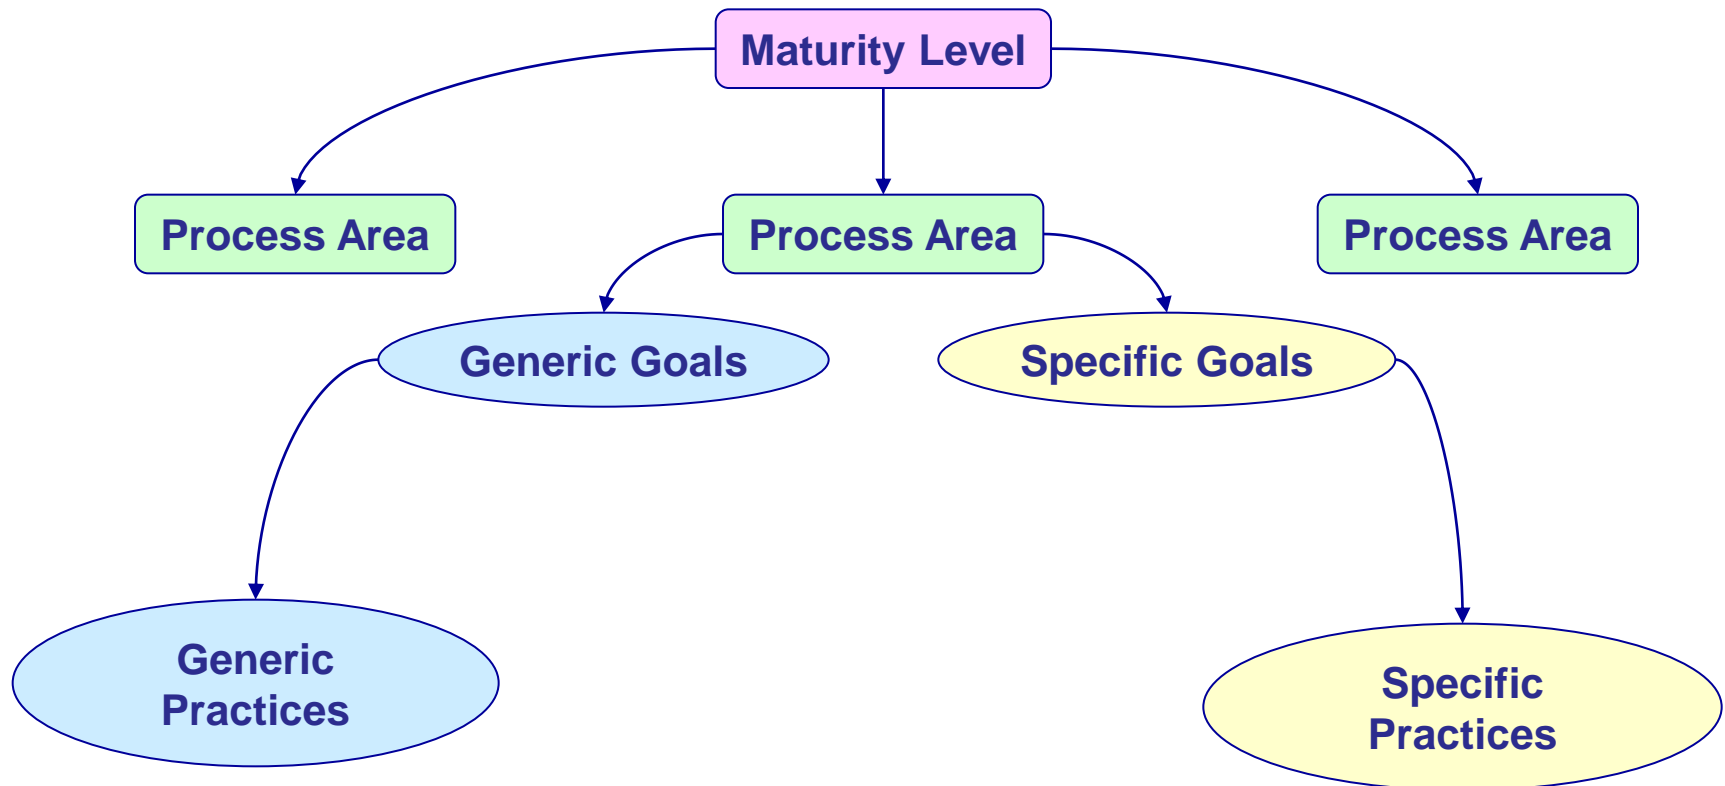 Maturity Level
Process Area
Process Area
Process Area
Generic Goals
Specific Goals
Generic
Practices
Specific
Practices